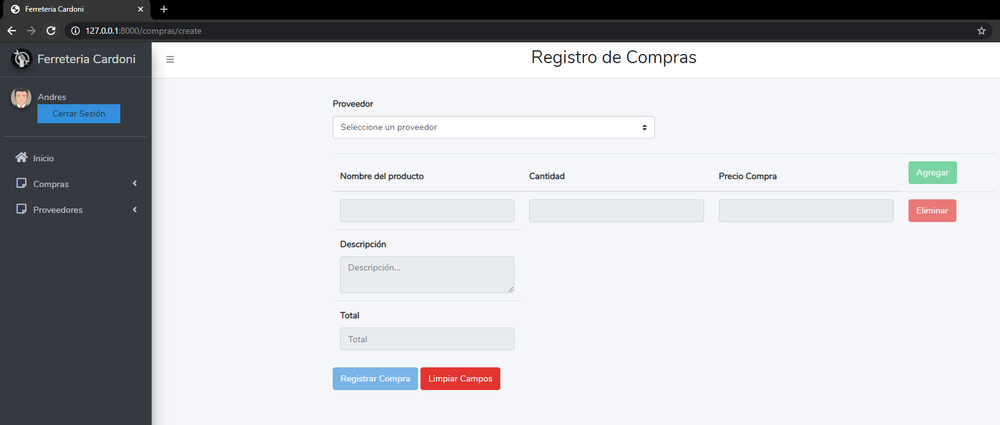 Ferreteria Cardoni
127.0.0.1:8000/compras/create
Ferreteria Cardoni
Registro de Compras
Andres
Cerrar Sesión
Inicio
Compras
Proveedores
Proveedor
Seleccione un proveedor
Nombre del producto Cantidad Precio Compra Agregar
Eliminar
Descripción
Descripción...
Total
Total
Registrar Compra Limpiar Campos